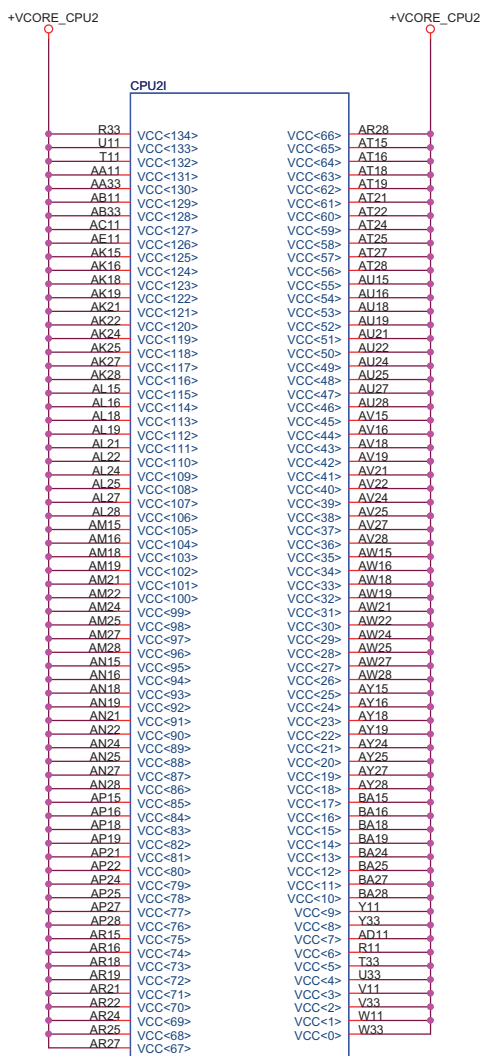 +VCORE_CPU2 +VCORE_CPU2
CPU2I
R33 VCC<134> VCC<66> AR28
U11 VCC<133> VCC<65> AT15
T11 VCC<132> VCC<64> AT16
AA11 VCC<131> VCC<63> AT18
AA33 VCC<130> VCC<62> AT19
AB11 VCC<129> VCC<61> AT21
AB33 VCC<128> VCC<60> AT22
AC11 VCC<127> VCC<59> AT24
AE11 VCC<126> VCC<58> AT25
AK15 VCC<125> VCC<57> AT27
AK16 VCC<124> VCC<56> AT28
AK18 VCC<123> VCC<55> AU15
AK19 VCC<122> VCC<54> AU16
AK21 VCC<121> VCC<53> AU18
AK22 VCC<120> VCC<52> AU19
AK24 VCC<119> VCC<51> AU21
AK25 VCC<118> VCC<50> AU22
AK27 VCC<117> VCC<49> AU24
AK28 VCC<116> VCC<48> AU25
AL15 VCC<115> VCC<47> AU27
AL16 VCC<114> VCC<46> AU28
AL18 VCC<113> VCC<45> AV15
AL19 VCC<112> VCC<44> AV16
AL21 VCC<111> VCC<43> AV18
AL22 VCC<110> VCC<42> AV19
AL24 VCC<109> VCC<41> AV21
AL25 VCC<108> VCC<40> AV22
AL27 VCC<107> VCC<39> AV24
AL28 VCC<106> VCC<38> AV25
AM15 VCC<105> VCC<37> AV27
AM16 VCC<104> VCC<36> AV28
AM18 VCC<103> VCC<35> AW15
AM19 VCC<102> VCC<34> AW16
AM21 VCC<101> VCC<33> AW18
AM22 VCC<100> VCC<32> AW19
AM24 VCC<99> VCC<31> AW21
AM25 VCC<98> VCC<30> AW22
AM27 VCC<97> VCC<29> AW24
AM28 VCC<96> VCC<28> AW25
AN15 VCC<95> VCC<27> AW27
AN16 VCC<94> VCC<26> AW28
AN18 VCC<93> VCC<25> AY15
AN19 VCC<92> VCC<24> AY16
AN21 VCC<91> VCC<23> AY18
AN22 VCC<90> VCC<22> AY19
AN24 VCC<89> VCC<21> AY24
AN25 VCC<88> VCC<20> AY25
AN27 VCC<87> VCC<19> AY27
AN28 VCC<86> VCC<18> AY28
AP15 VCC<85> VCC<17> BA15
AP16 VCC<84> VCC<16> BA16
AP18 VCC<83> VCC<15> BA18
AP19 VCC<82> VCC<14> BA19
AP21 VCC<81> VCC<13> BA24
AP22 VCC<80> VCC<12> BA25
AP24 VCC<79> VCC<11> BA27
AP25 VCC<78> VCC<10> BA28
AP27 VCC<77> VCC<9> Y11
AP28 VCC<76> VCC<8> Y33
AR15 VCC<75> VCC<7> AD11
AR16 VCC<74> VCC<6> R11
AR18 VCC<73> VCC<5> T33
AR19 VCC<72> VCC<4> U33
AR21 VCC<71> VCC<3> V11
AR22 VCC<70> VCC<2> V33
AR24 VCC<69> VCC<1> W11
AR25 VCC<68> VCC<0> W33
AR27 VCC<67>